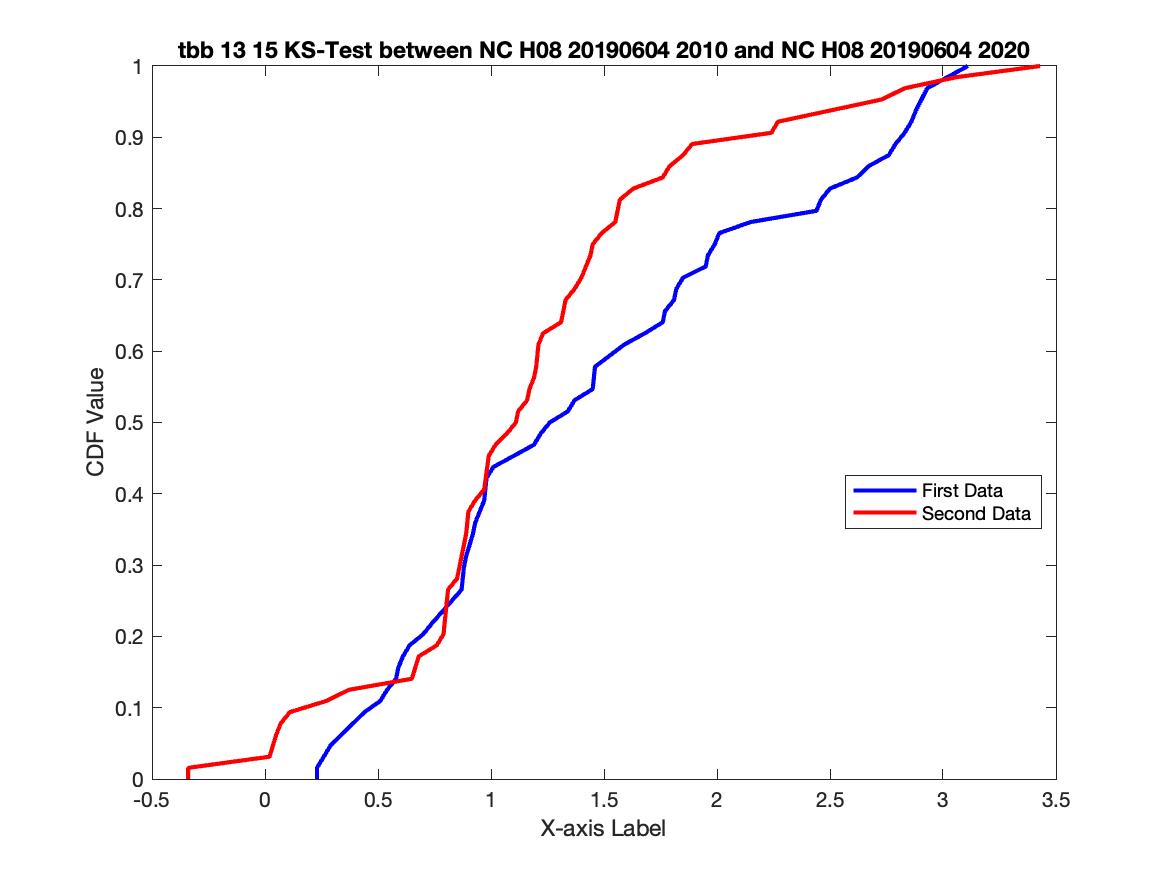 tbb 13 15 KS-Test between NC H08 20190604 2010 and NC H08 20190604 2020
1
0.9
0.8
0.7
0.6
0.5
0.4
0.3
0.2
0.1
0
CDF Value
First Data
Second Data
-0.5 0 0.5 1 1.5 2 2.5 3 3.5
X-axis Label